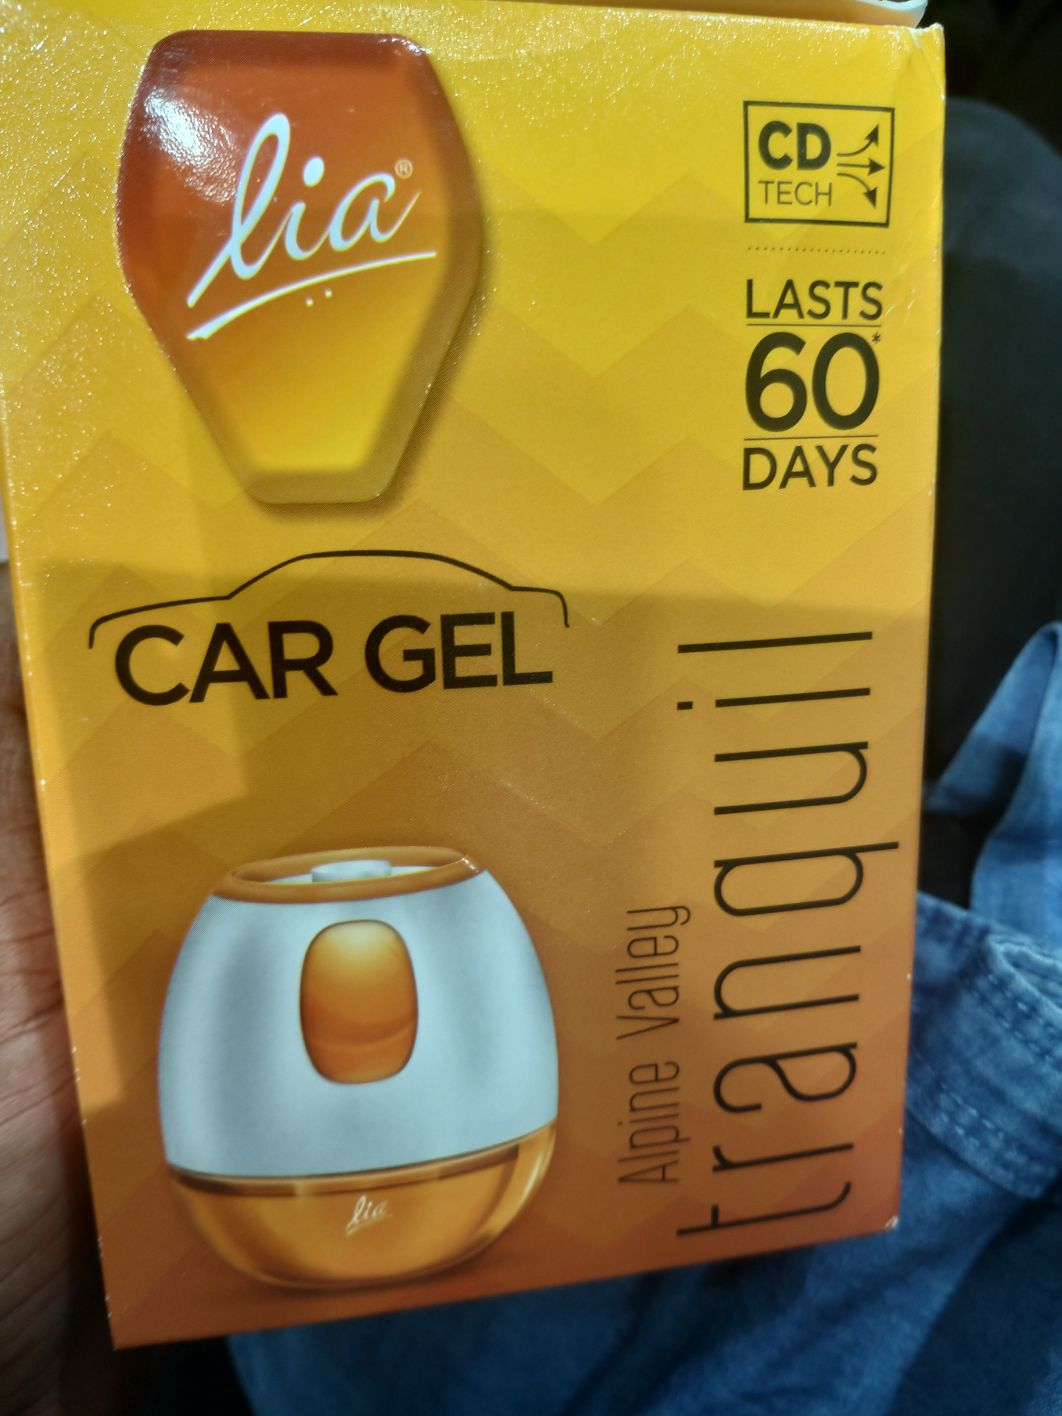 lia®
CD
TECH
LASTS
60*
DAYS
CAR GEL
Alpine Valley
tranquil
lia